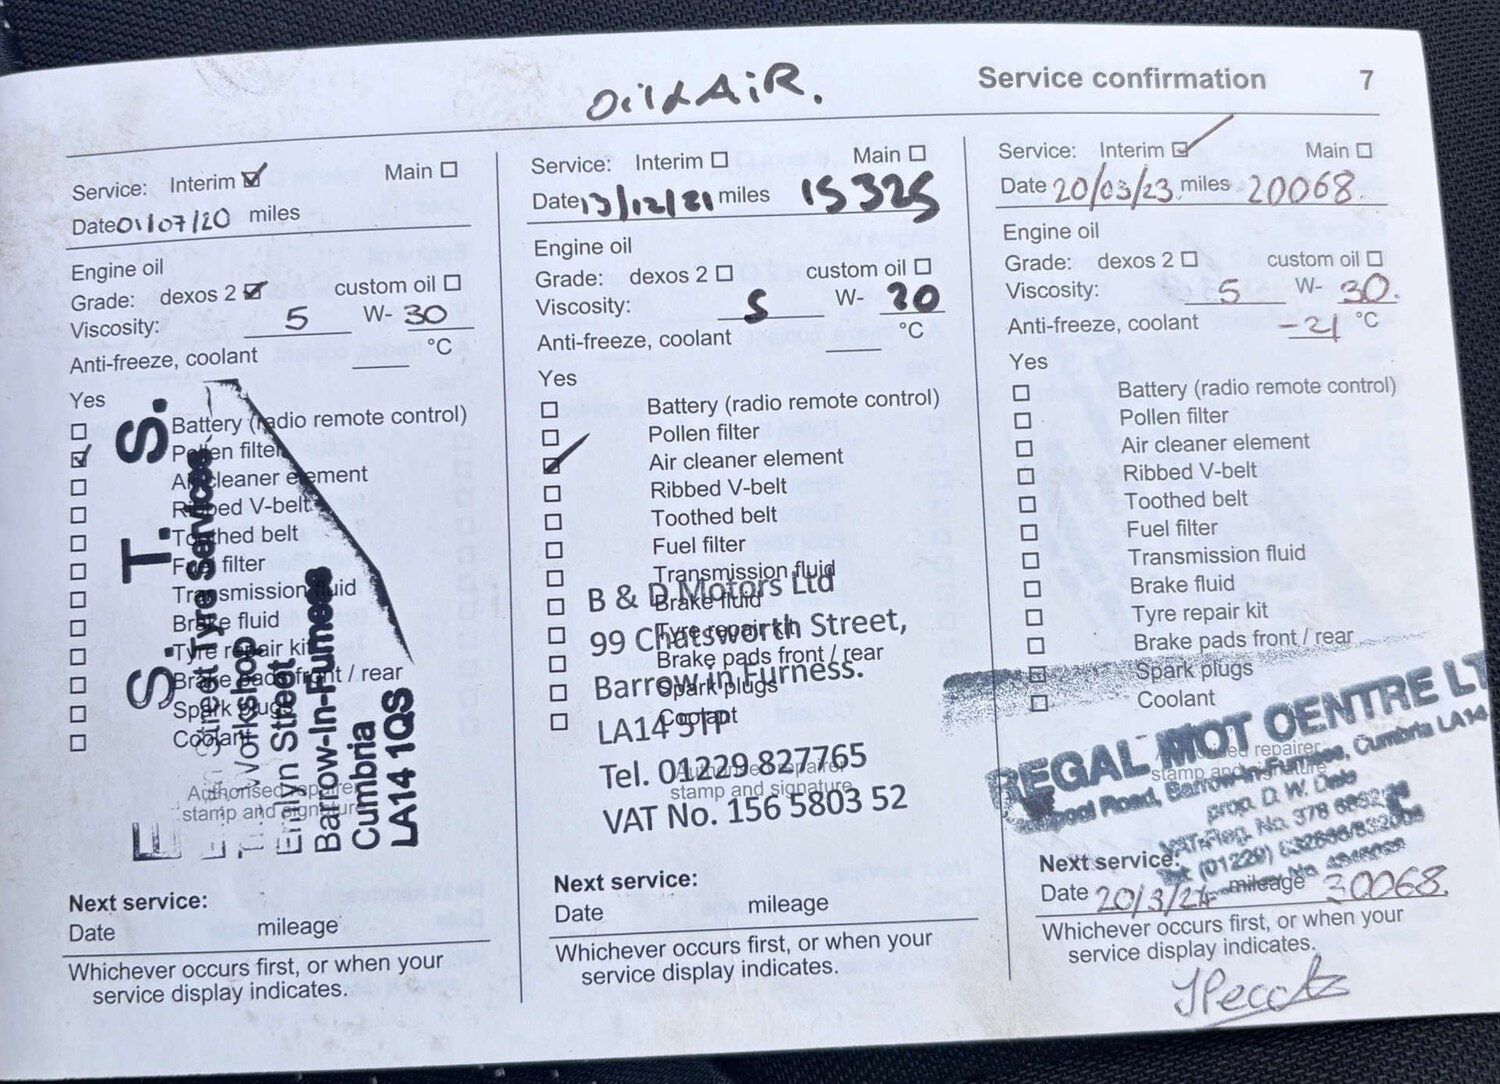 Oil & AiR.
Service confirmation 7
Service: Interim Main
Date 01/07/20 miles
Engine oil
Grade: dexos 2 custom oil
Viscosity: 5 W- 30
Anti-freeze, coolant °C
Yes
Battery (radio remote control)
Pollen filter
Air cleaner element
Ribbed V-belt
Toothed belt
Fuel filter
Transmission fluid
Brake fluid
Tyre repair kit
Brake pads front / rear
Spark plugs
Coolant
Authorised repairer
stamp and signature
E. S. T. S.
Street Tyre Services
Workshop
Street
Barrow-In-Furness
Cumbria
LA14 1QS
Next service:
Date mileage
Whichever occurs first, or when your
service display indicates.
Service: Interim Main
Date 13/12/21 miles 15325
Engine oil
Grade: dexos 2 custom oil
Viscosity: 5 W- 30
Anti-freeze, coolant °C
Yes
Battery (radio remote control)
Pollen filter
Air cleaner element
Ribbed V-belt
Toothed belt
Fuel filter
Transmission fluid
Brake fluid
Tyre repair kit
Brake pads front / rear
Spark plugs
Coolant
Authorised repairer
stamp and signature
B & D Motors Ltd
99 Chatsworth Street,
Barrow in Furness.
LA14 5TP
Tel. 01229 827765
VAT No. 156 5803 52
Next service:
Date mileage
Whichever occurs first, or when your
service display indicates.
Service: Interim Main
Date 20/03/23 miles 20068.
Engine oil
Grade: dexos 2 custom oil
Viscosity: 5 W- 30.
Anti-freeze, coolant -21 °C
Yes
Battery (radio remote control)
Pollen filter
Air cleaner element
Ribbed V-belt
Toothed belt
Fuel filter
Transmission fluid
Brake fluid
Tyre repair kit
Brake pads front / rear
Spark plugs
Coolant
repairer
stamp and signature
REGAL MOT CENTRE LT
Road, Barrow-In-Furness, Cumbria LA14
prop. D. W.
VAT Reg. No. 378
Tel: (01229)
Next service:
Date 20/3/24 mileage 30068.
Whichever occurs first, or when your
service display indicates.